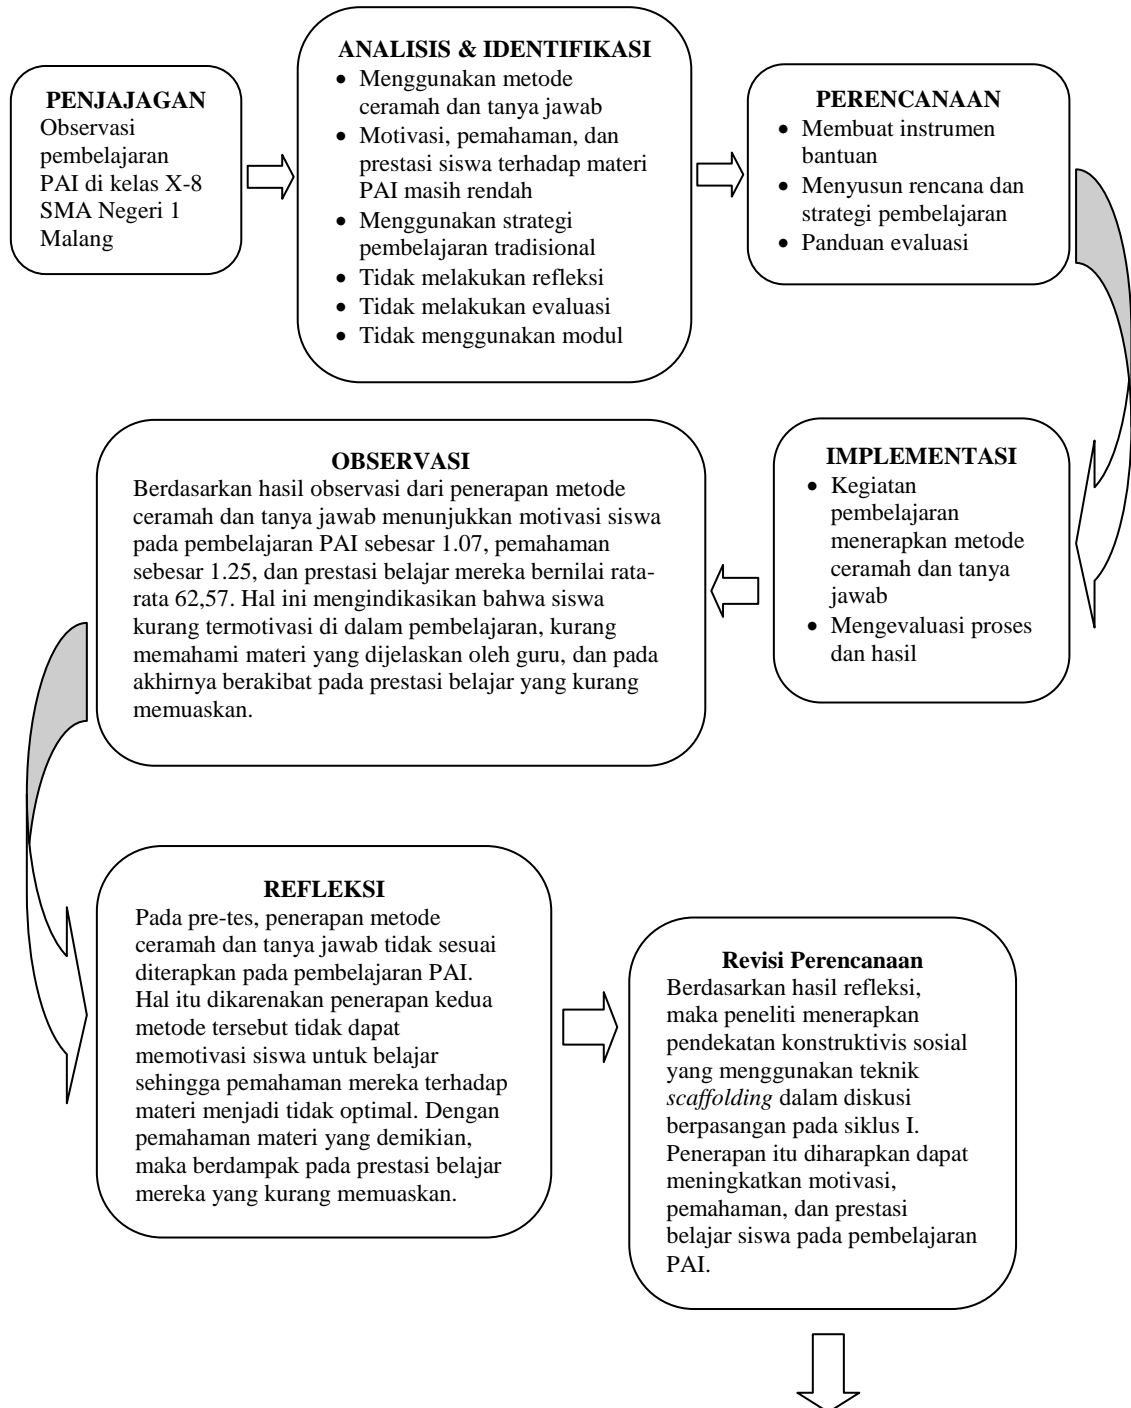 PENJAJAGAN
Observasi
pembelajaran
PAI di kelas X-8
SMA Negeri 1
Malang
ANALISIS & IDENTIFIKASI
• Menggunakan metode
ceramah dan tanya jawab
• Motivasi, pemahaman, dan
prestasi siswa terhadap materi
PAI masih rendah
• Menggunakan strategi
pembelajaran tradisional
• Tidak melakukan refleksi
• Tidak melakukan evaluasi
• Tidak menggunakan modul
PERENCANAAN
• Membuat instrumen
bantuan
• Menyusun rencana dan
strategi pembelajaran
• Panduan evaluasi
IMPLEMENTASI
• Kegiatan
pembelajaran
menerapkan metode
ceramah dan tanya
jawab
• Mengevaluasi proses
dan hasil
OBSERVASI
Berdasarkan hasil observasi dari penerapan metode
ceramah dan tanya jawab menunjukkan motivasi siswa
pada pembelajaran PAI sebesar 1.07, pemahaman
sebesar 1.25, dan prestasi belajar mereka bernilai rata-
rata 62,57. Hal ini mengindikasikan bahwa siswa
kurang termotivasi di dalam pembelajaran, kurang
memahami materi yang dijelaskan oleh guru, dan pada
akhirnya berakibat pada prestasi belajar yang kurang
memuaskan.
REFLEKSI
Pada pre-tes, penerapan metode
ceramah dan tanya jawab tidak sesuai
diterapkan pada pembelajaran PAI.
Hal itu dikarenakan penerapan kedua
metode tersebut tidak dapat
memotivasi siswa untuk belajar
sehingga pemahaman mereka terhadap
materi menjadi tidak optimal. Dengan
pemahaman materi yang demikian,
maka berdampak pada prestasi belajar
mereka yang kurang memuaskan.
Revisi Perencanaan
Berdasarkan hasil refleksi,
maka peneliti menerapkan
pendekatan konstruktivis sosial
yang menggunakan teknik
scaffolding dalam diskusi
berpasangan pada siklus I.
Penerapan itu diharapkan dapat
meningkatkan motivasi,
pemahaman, dan prestasi
belajar siswa pada pembelajaran
PAI.